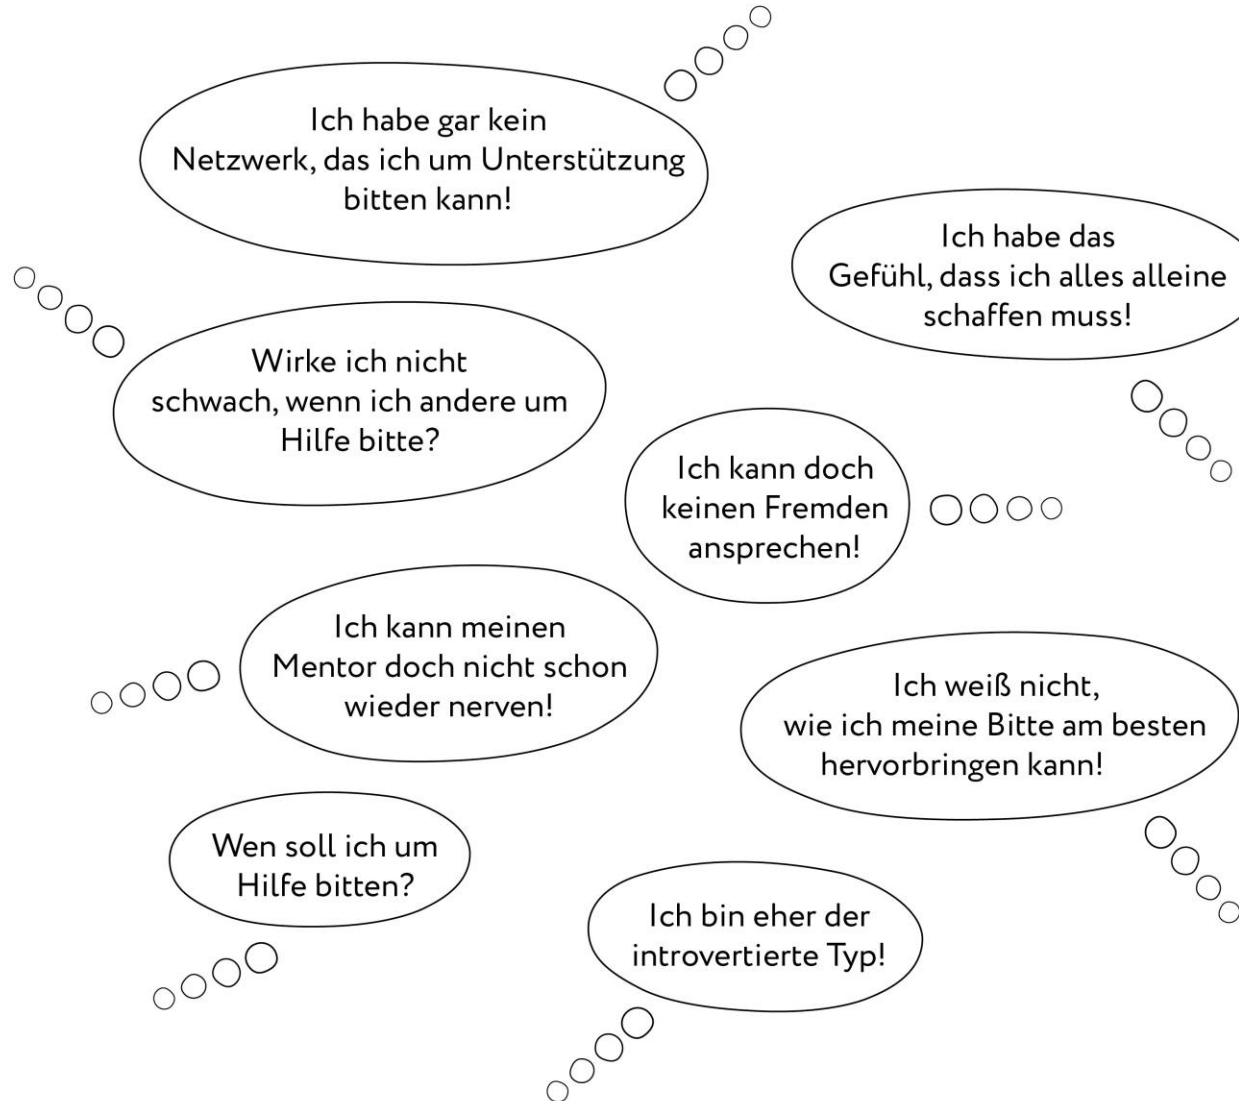 Ich habe gar kein
Netzwerk, das ich um Unterstützung
bitten kann!
Ich habe das
Gefühl, dass ich alles alleine
schaffen muss!
Wirke ich nicht
schwach, wenn ich andere um
Hilfe bitte?
Ich kann doch
keinen Fremden
ansprechen!
Ich kann meinen
Mentor doch nicht schon
wieder nerven!
Ich weiß nicht,
wie ich meine Bitte am besten
hervorbringen kann!
Wen soll ich um
Hilfe bitten?
Ich bin eher der
introvertierte Typ!